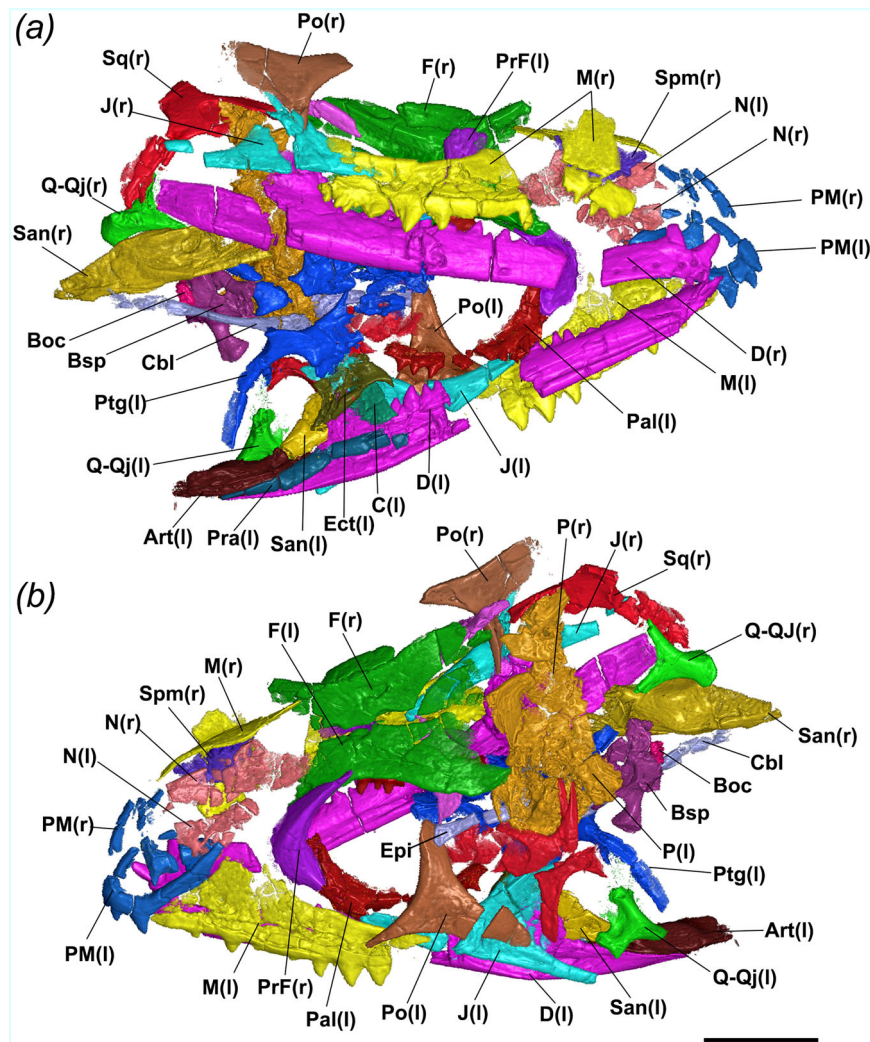 (a)
Po(r)
Sq(r)
F(r)
PrF(l)
M(r)
Spm(r)
J(r)
N(l)
N(r)
Q-Qj(r)
PM(r)
San(r)
PM(l)
Boc
Po(l)
Bsp
D(r)
Cbl
M(l)
Ptg(l)
Pal(l)
Q-Qj(l)
J(l)
D(l)
C(l)
Art(l)
Pra(l)
San(l)
Ect(l)
(b)
Po(r)
P(r)
J(r)
Sq(r)
F(r)
F(l)
Q-QJ(r)
M(r)
Spm(r)
N(r)
San(r)
N(l)
Cbl
Boc
Bsp
PM(r)
Epi
P(l)
Ptg(l)
Art(l)
PM(l)
Q-Qj(l)
M(l)
PrF(r)
San(l)
Pal(l)
Po(l)
J(l)
D(l)